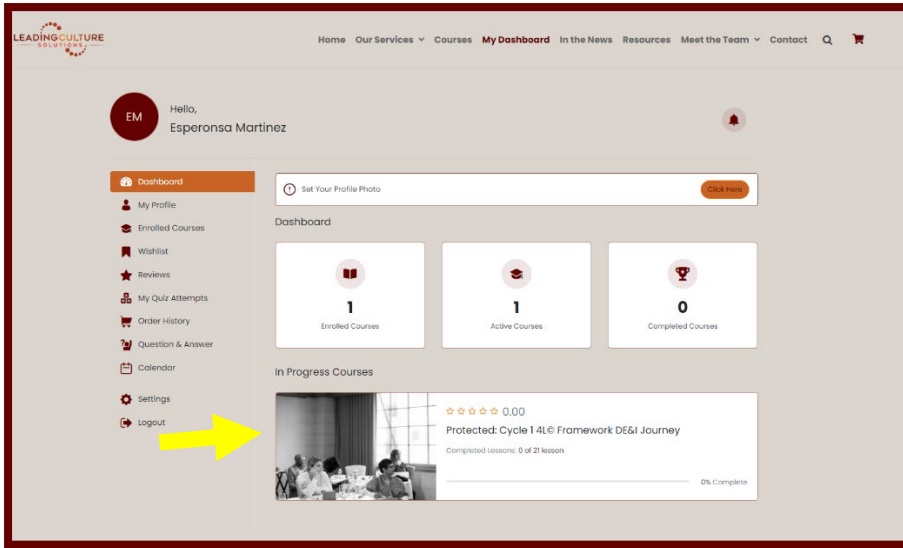 LEADINGCULTURE
SOLUTIONS
Home Our Services Courses My Dashboard In the News Resources Meet the Team Contact
EM
Hello,
Esperonsa Martinez
Dashboard
My Profile
Enrolled Courses
Wishlist
Reviews
My Quiz Attempts
Order History
Question & Answer
Calendar
Settings
Logout
Set Your Profile Photo
Click Here
Dashboard
1
Enrolled Courses
1
Active Courses
0
Completed Courses
In Progress Courses
0.00
Protected: Cycle 1 4L© Framework DE&I Journey
Completed Lessons: 0 of 21 lesson
0% Complete